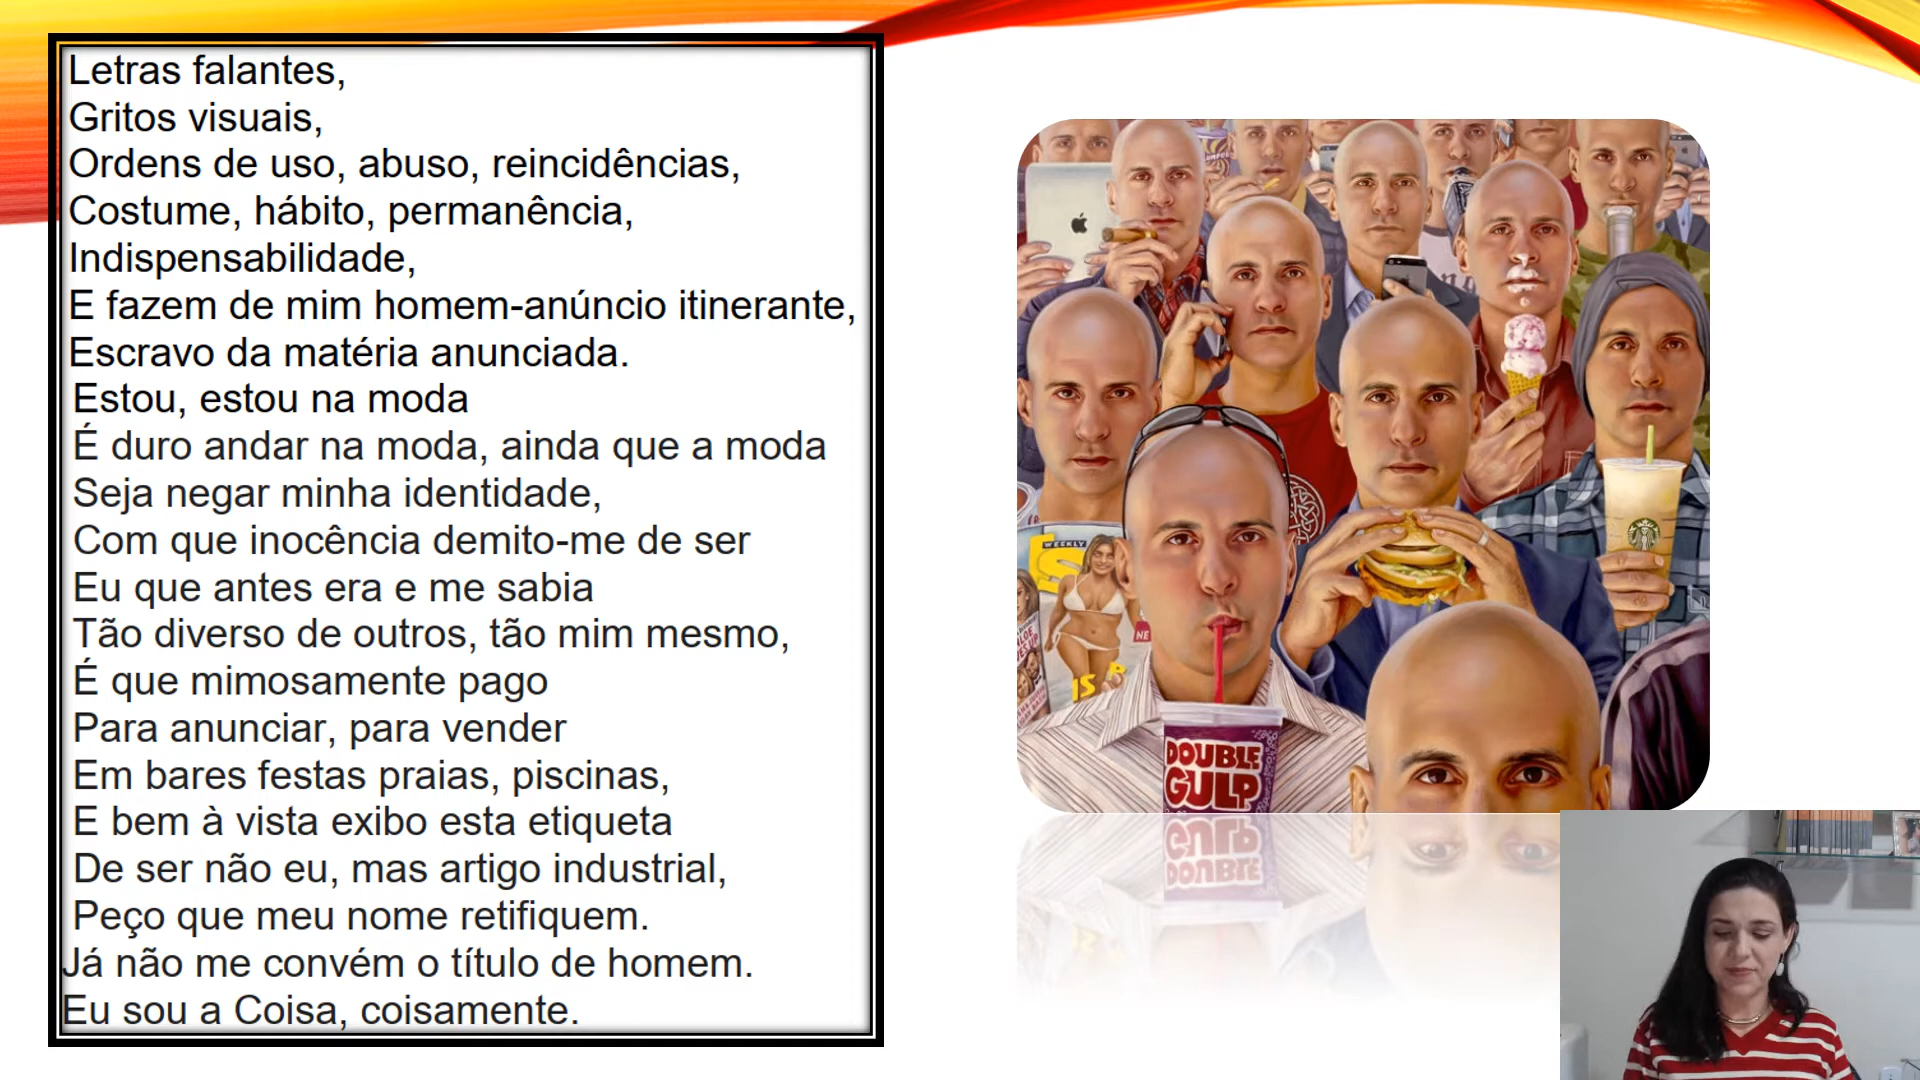 Letras falantes,
Gritos visuais,
Ordens de uso, abuso, reincidências,
Costume, hábito, permanência,
Indispensabilidade,
E fazem de mim homem-anúncio itinerante,
Escravo da matéria anunciada.
Estou, estou na moda
É duro andar na moda, ainda que a moda
Seja negar minha identidade,
Com que inocência demito-me de ser
Eu que antes era e me sabia
Tão diverso de outros, tão mim mesmo,
É que mimosamente pago
Para anunciar, para vender
Em bares festas praias, piscinas,
E bem à vista exibo esta etiqueta
De ser não eu, mas artigo industrial,
Peço que meu nome retifiquem.
Já não me convém o título de homem.
Eu sou a Coisa, coisamente.
WEEKLY
NE
DOUBLE
GULP